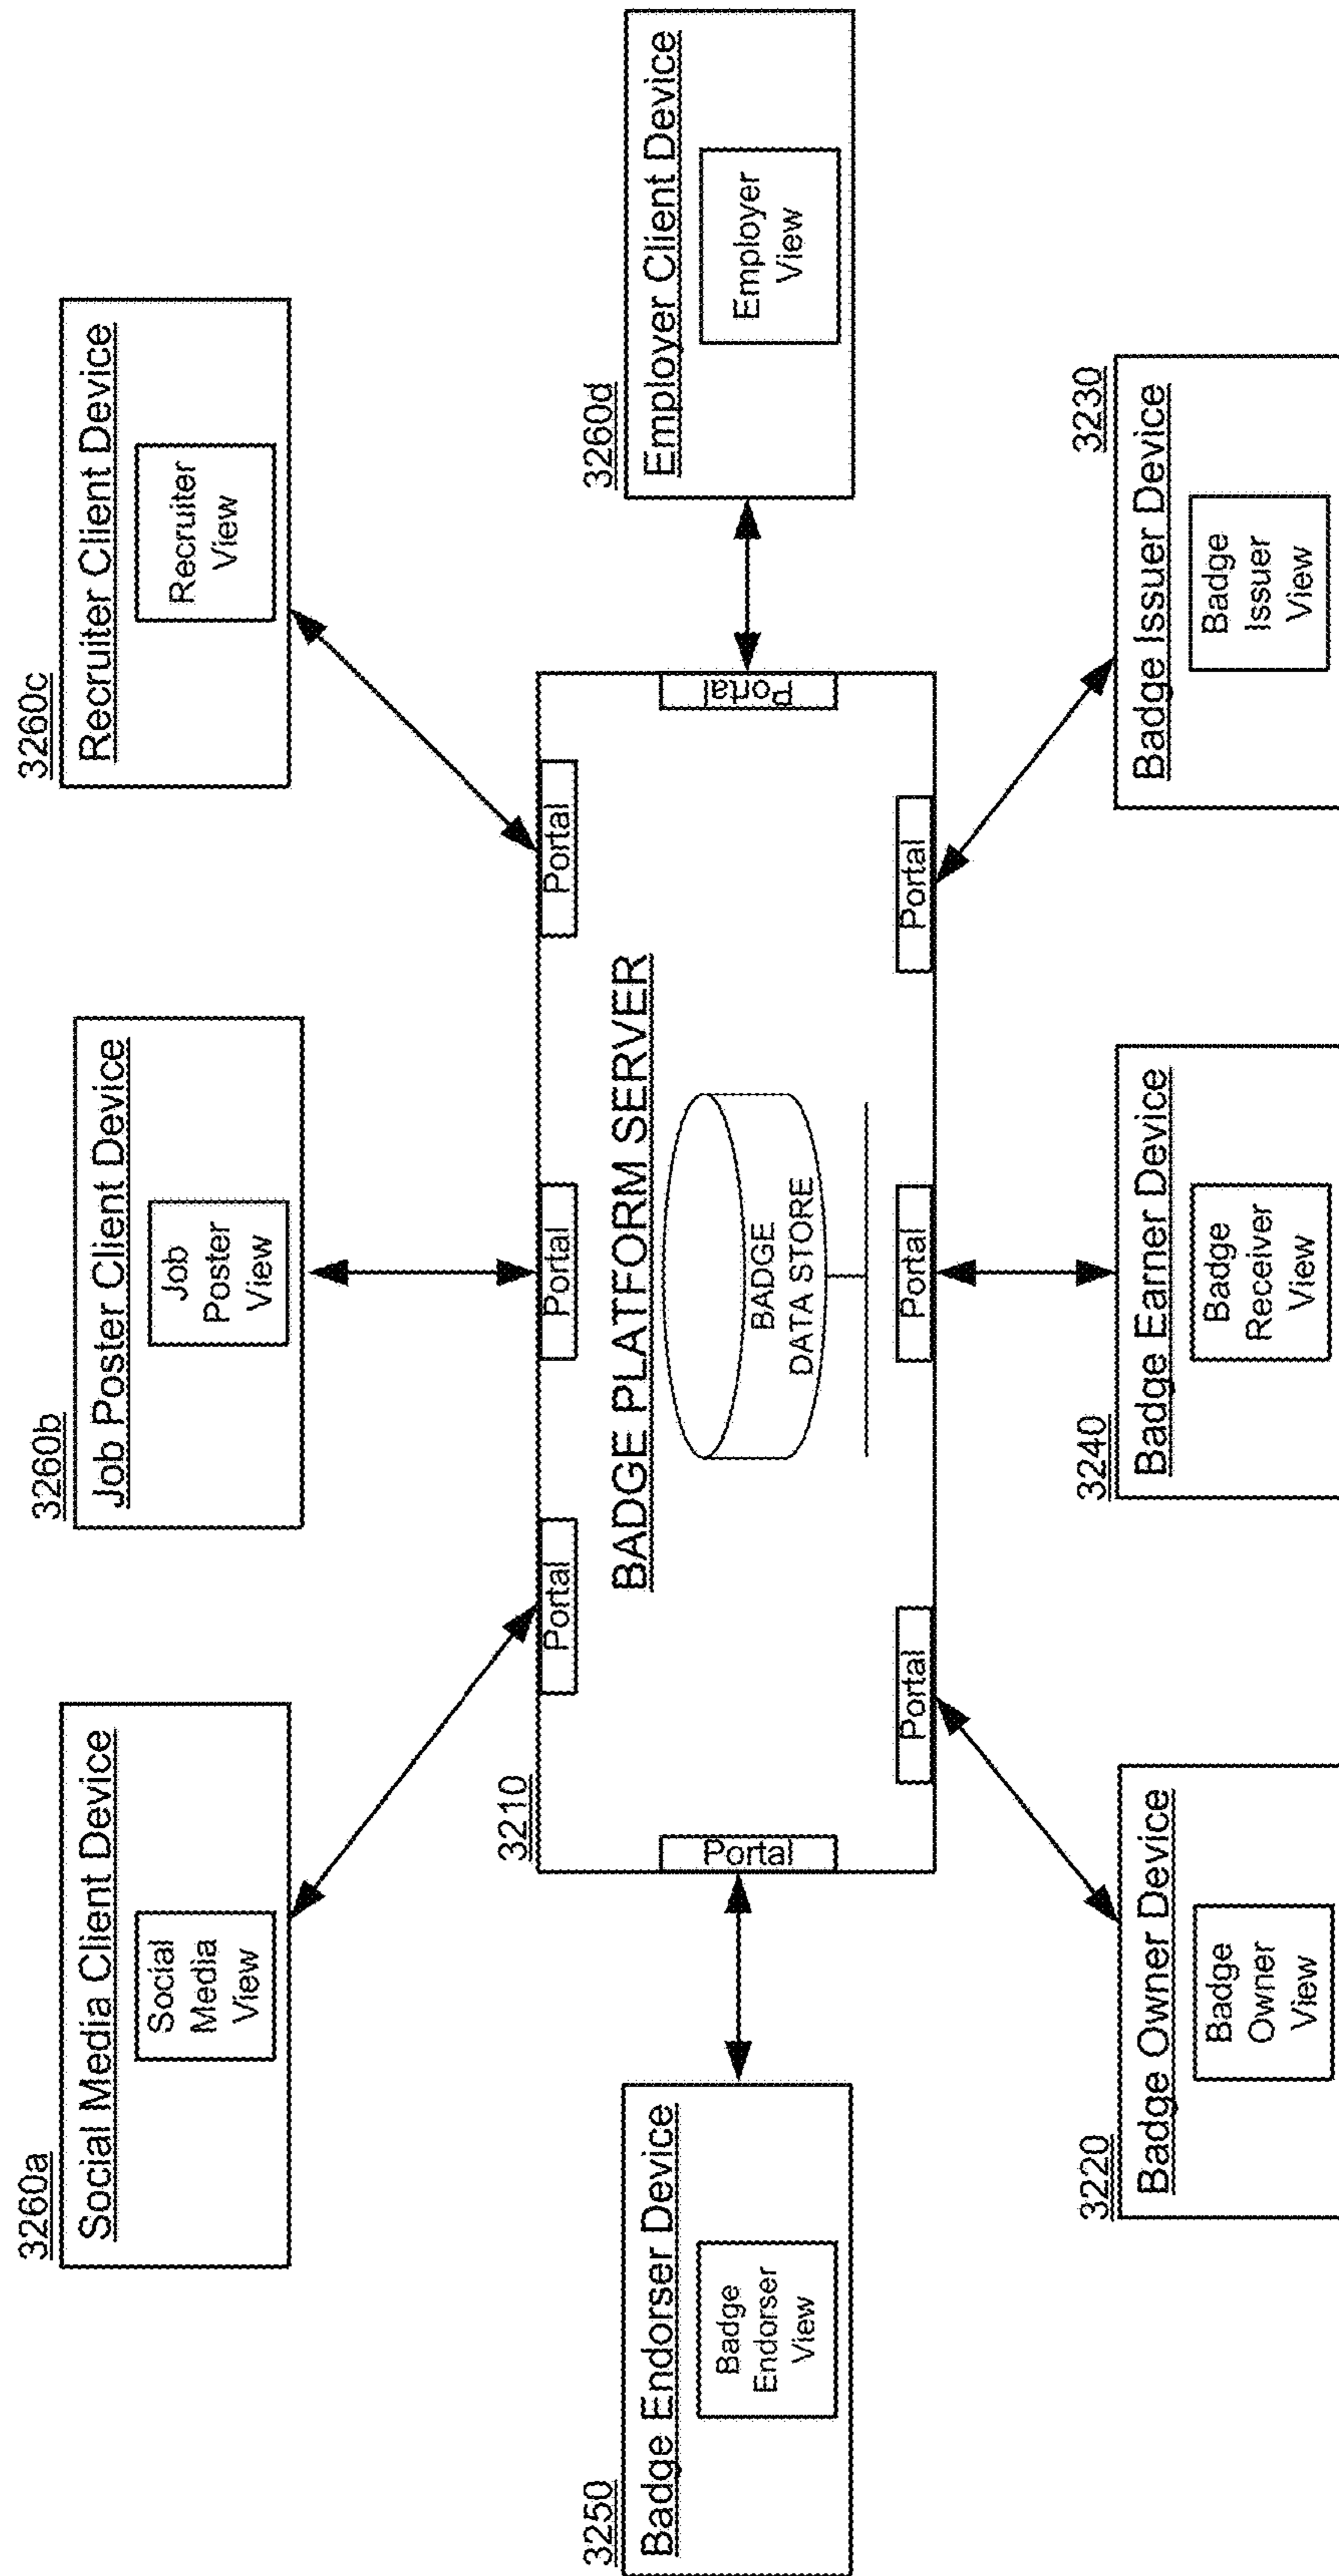 3260a
Social Media Client Device
Social
Media
View
3260b
Job Poster Client Device
Job
Poster
View
3260c
Recruiter Client Device
Recruiter
View
3250
Badge Endorser Device
Badge
Endorser
View
3210
Portal
Portal
Portal
Portal
BADGE PLATFORM SERVER
BADGE
DATA STORE
Portal
Portal
Portal
Portal
3260d
Employer Client Device
Employer
View
3220
Badge Owner Device
Badge
Owner
View
3240
Badge Earner Device
Badge
Receiver
View
3230
Badge Issuer Device
Badge
Issuer
View